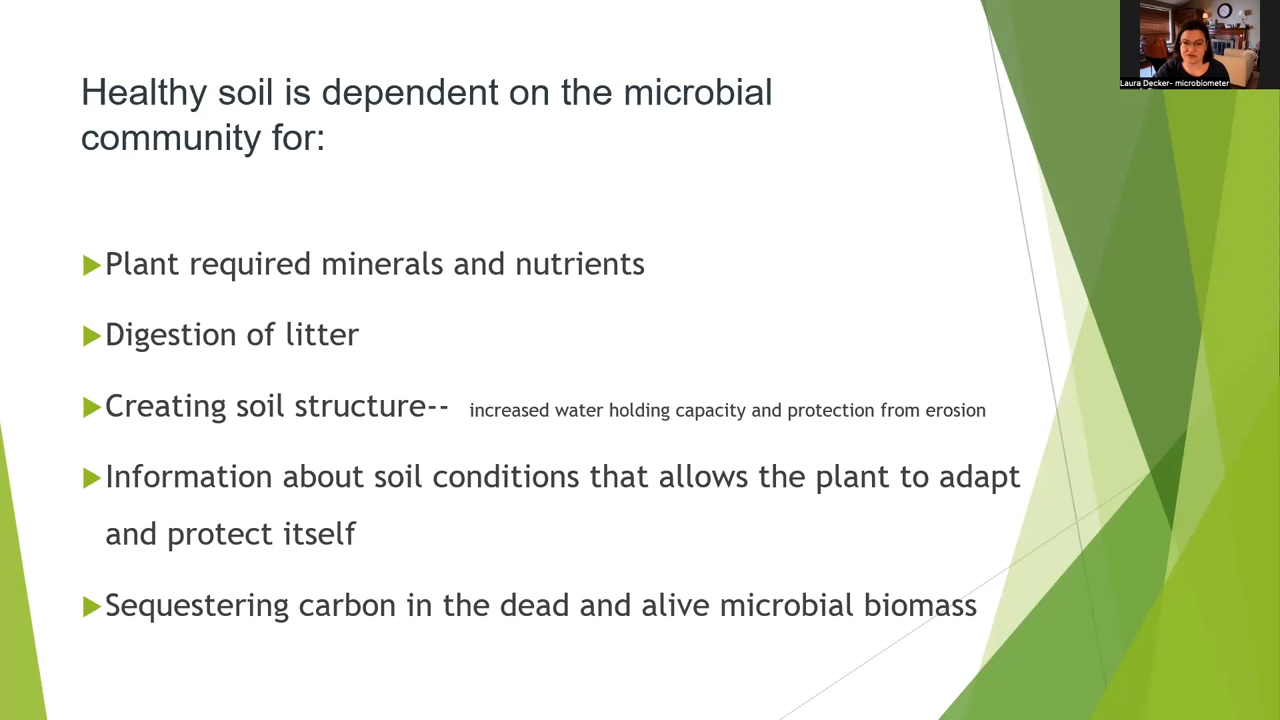 Laura Decker- microbiometer
Healthy soil is dependent on the microbial
community for:
Plant required minerals and nutrients
Digestion of litter
Creating soil structure-- increased water holding capacity and protection from erosion
Information about soil conditions that allows the plant to adapt
and protect itself
Sequestering carbon in the dead and alive microbial biomass